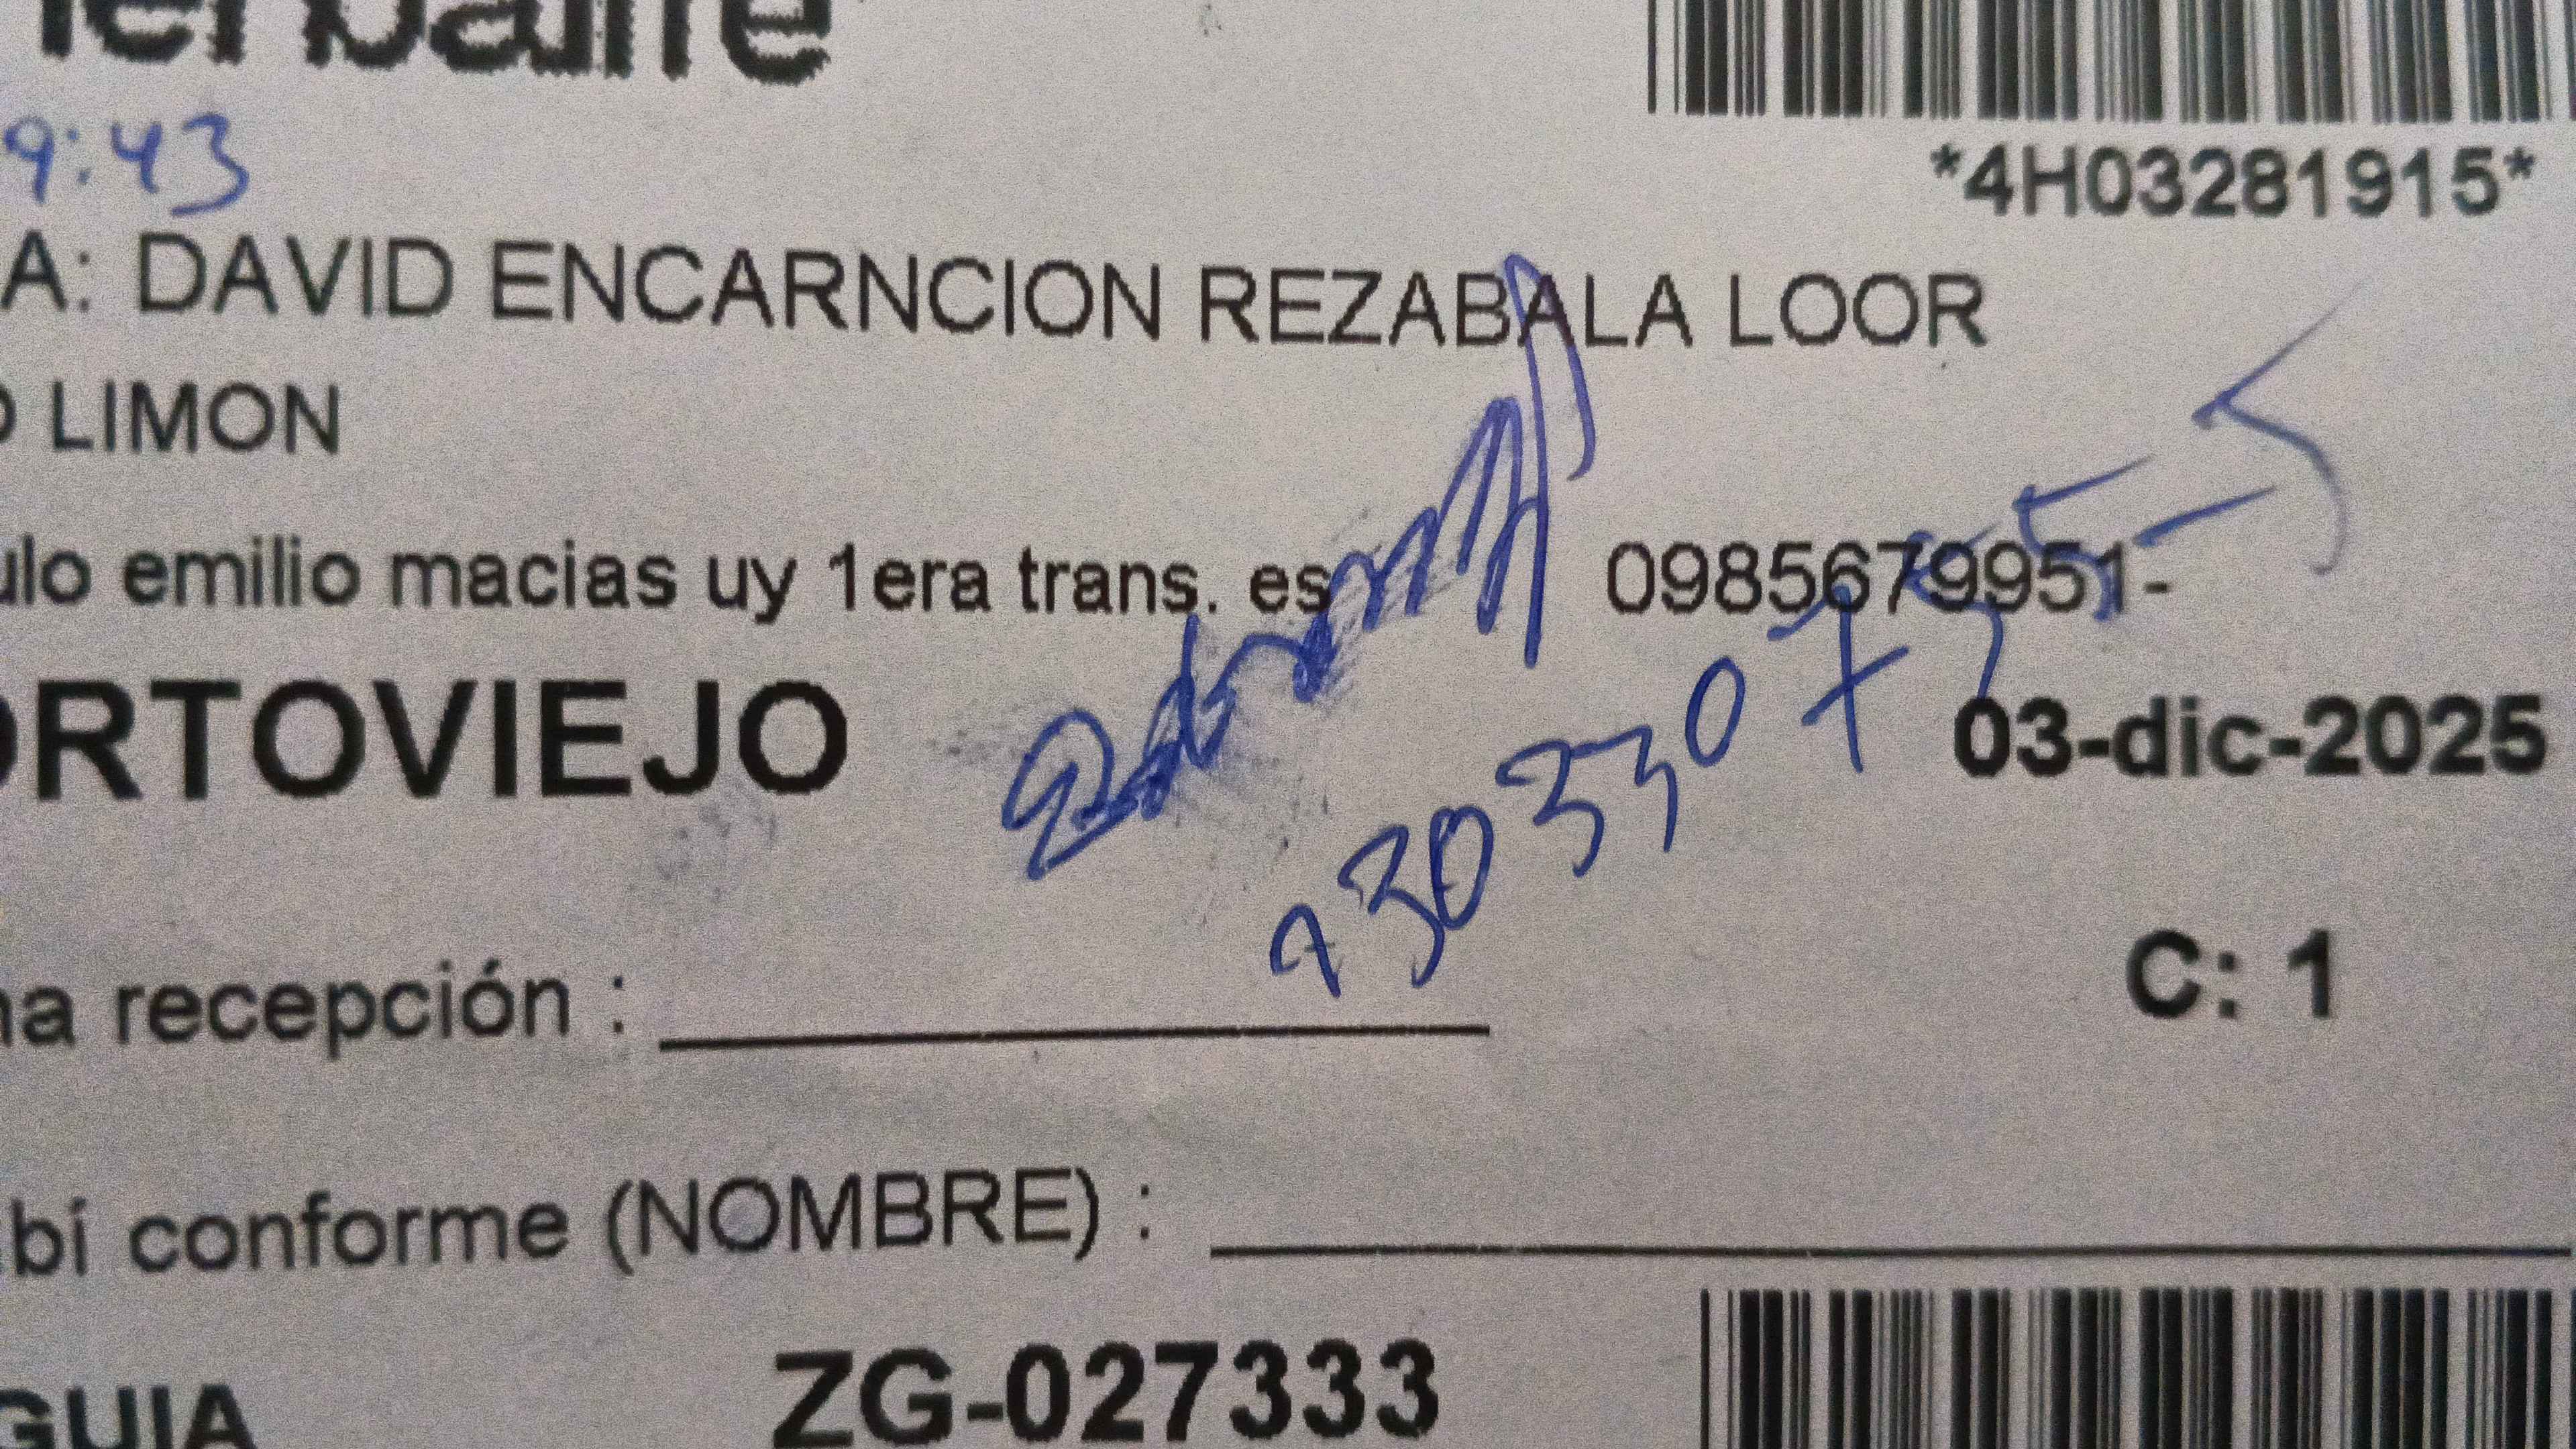 9:43
*4H03281915*
A: DAVID ENCARNCION REZABALA LOOR
LIMON
ulo emilio macias uy 1era trans. es 0985679951-
ORTOVIEJO 03-dic-2025
C: 1
na recepción :
bí conforme (NOMBRE) :
GUIA ZG-027333